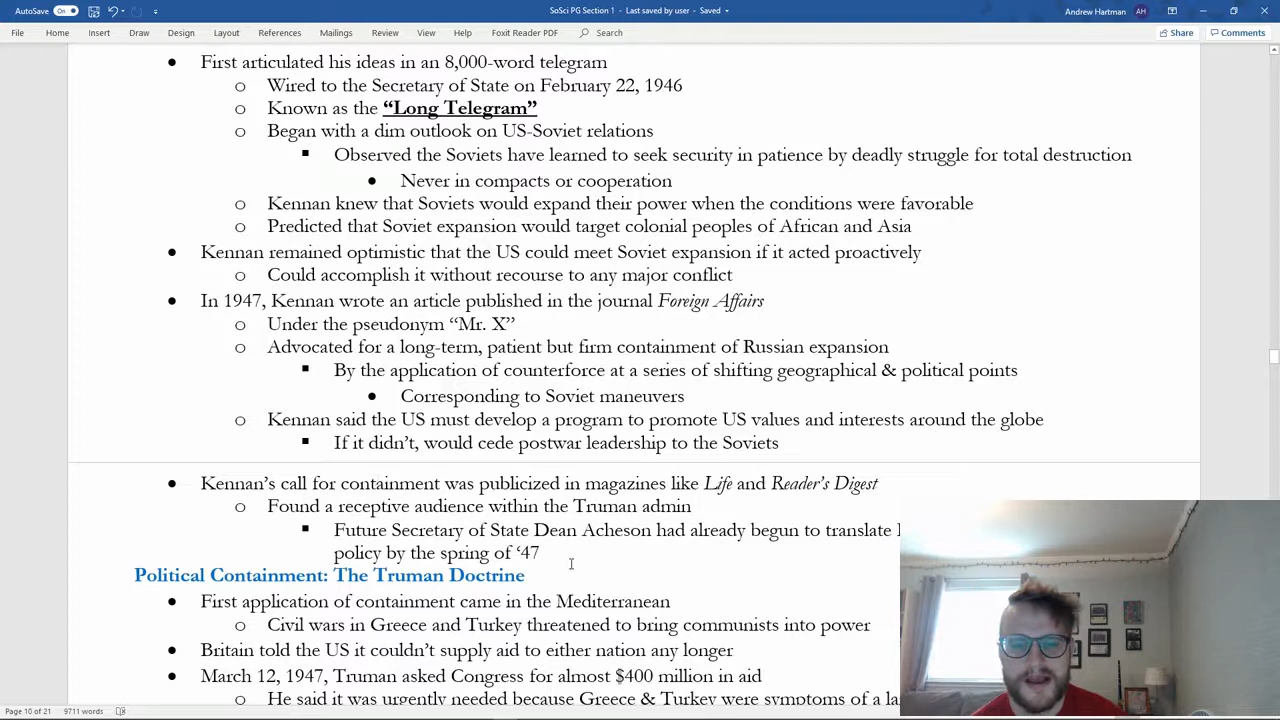 AutoSave On SoSci PG Section 1 - Last saved by user - Saved Andrew Hartman AH
File Home Insert Draw Design Layout References Mailings Review View Help Foxit Reader PDF Search Share Comments
• First articulated his ideas in an 8,000-word telegram
o Wired to the Secretary of State on February 22, 1946
o Known as the “Long Telegram”
o Began with a dim outlook on US-Soviet relations
▪ Observed the Soviets have learned to seek security in patience by deadly struggle for total destruction
• Never in compacts or cooperation
o Kennan knew that Soviets would expand their power when the conditions were favorable
o Predicted that Soviet expansion would target colonial peoples of African and Asia
• Kennan remained optimistic that the US could meet Soviet expansion if it acted proactively
o Could accomplish it without recourse to any major conflict
• In 1947, Kennan wrote an article published in the journal Foreign Affairs
o Under the pseudonym “Mr. X”
o Advocated for a long-term, patient but firm containment of Russian expansion
▪ By the application of counterforce at a series of shifting geographical & political points
• Corresponding to Soviet maneuvers
o Kennan said the US must develop a program to promote US values and interests around the globe
▪ If it didn’t, would cede postwar leadership to the Soviets
• Kennan’s call for containment was publicized in magazines like Life and Reader’s Digest
o Found a receptive audience within the Truman admin
▪ Future Secretary of State Dean Acheson had already begun to translate
policy by the spring of ‘47
Political Containment: The Truman Doctrine
• First application of containment came in the Mediterranean
o Civil wars in Greece and Turkey threatened to bring communists into power
• Britain told the US it couldn’t supply aid to either nation any longer
• March 12, 1947, Truman asked Congress for almost $400 million in aid
o He said it was urgently needed because Greece & Turkey were symptoms of a
Page 10 of 21 9711 words